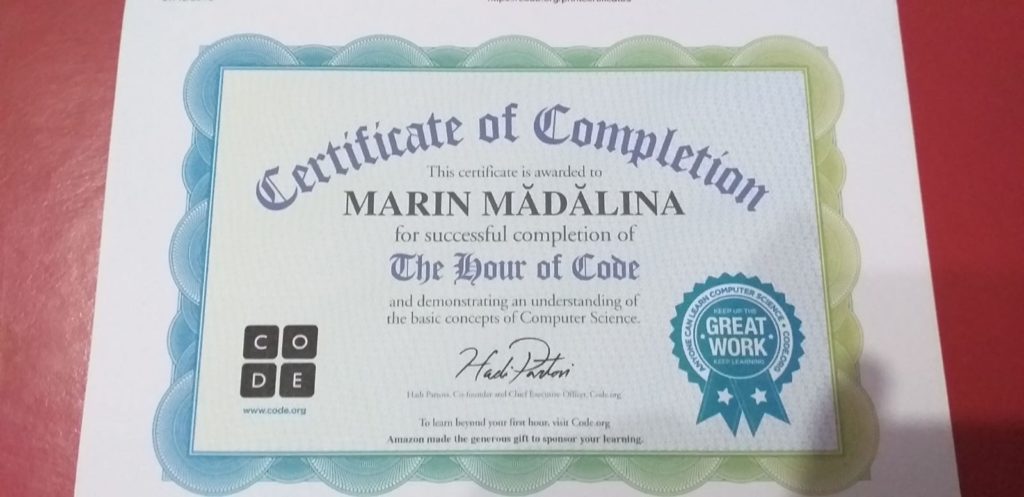 Certificate of Completion
This certificate is awarded to
MARIN MĂDĂLINA
for successful completion of
The Hour of Code
and demonstrating an understanding of
the basic concepts of Computer Science.
ANYONE CAN LEARN COMPUTER SCIENCE • CODE.ORG •
KEEP UP THE
GREAT
WORK
KEEP LEARNING
C O
D E
www.code.org
Hadi Partovi
Hadi Partovi, Co-founder and Chief Executive Officer, Code.org
To learn beyond your first hour, visit Code.org
Amazon made the generous gift to sponsor your learning.